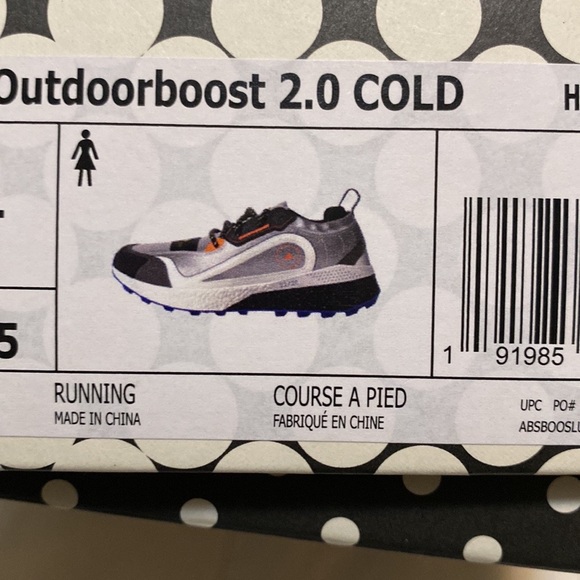 Outdoorboost 2.0 COLD H
5
1 91985
RUNNING COURSE A PIED
MADE IN CHINA FABRIQUÉ EN CHINE
UPC PO#
ABSBOOSLU